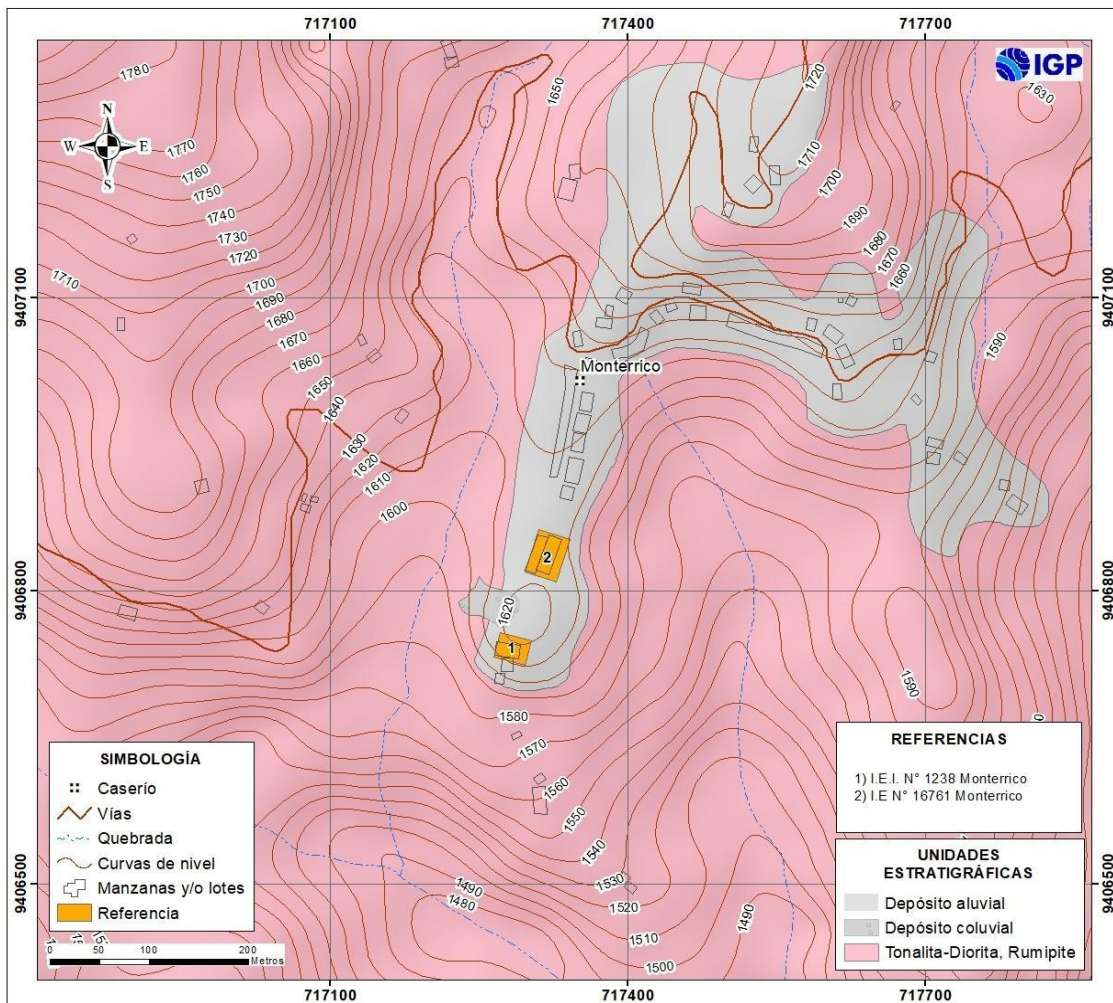 717100
717400
717700
IGP
1780
1650
1720
1630
N
W
E
S
1770
1760
1750
1740
1730
1720
1710
1700
1690
1680
1670
1660
1710
1700
1690
1680
1670
1660
1650
1640
1630
1620
1610
1600
9407100
9407100
1590
Monterrico
2
9406800
9406800
1620
1
1590
1580
1570
1560
1550
1540
1530
1520
1510
1500
1490
1480
1490
SIMBOLOGÍA
Caserío
Vías
Quebrada
Curvas de nivel
Manzanas y/o lotes
Referencia
0 50 100 200
Metros
REFERENCIAS
1) I.E.I. N° 1238 Monterrico
2) I.E N° 16761 Monterrico
UNIDADES
ESTRATIGRÁFICAS
Depósito aluvial
Depósito coluvial
Tonalita-Diorita, Rumipite
9406500
9406500
717100
717400
717700